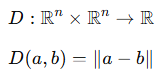 D : ℝⁿ × ℝⁿ → R
D(a, b) = ‖a − b‖